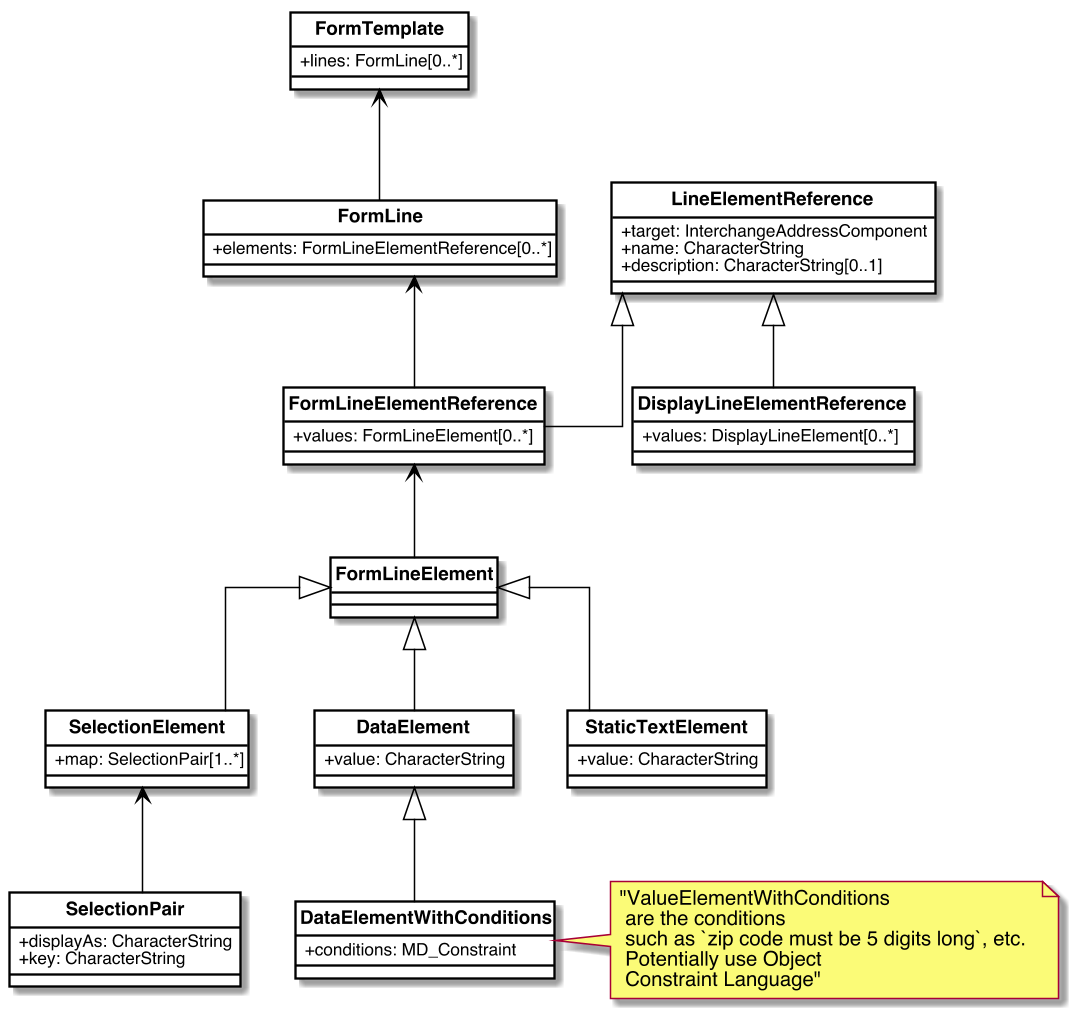 FormTemplate
+lines: FormLine[0..*]
FormLine
+elements: FormLineElementReference[0..*]
LineElementReference
+target: InterchangeAddressComponent
+name: CharacterString
+description: CharacterString[0..1]
FormLineElementReference
+values: FormLineElement[0..*]
DisplayLineElementReference
+values: DisplayLineElement[0..*]
FormLineElement
SelectionElement
+map: SelectionPair[1..*]
DataElement
+value: CharacterString
StaticTextElement
+value: CharacterString
SelectionPair
+displayAs: CharacterString
+key: CharacterString
DataElementWithConditions
+conditions: MD_Constraint
"ValueElementWithConditions
are the conditions
such as `zip code must be 5 digits long`, etc.
Potentially use Object
Constraint Language"